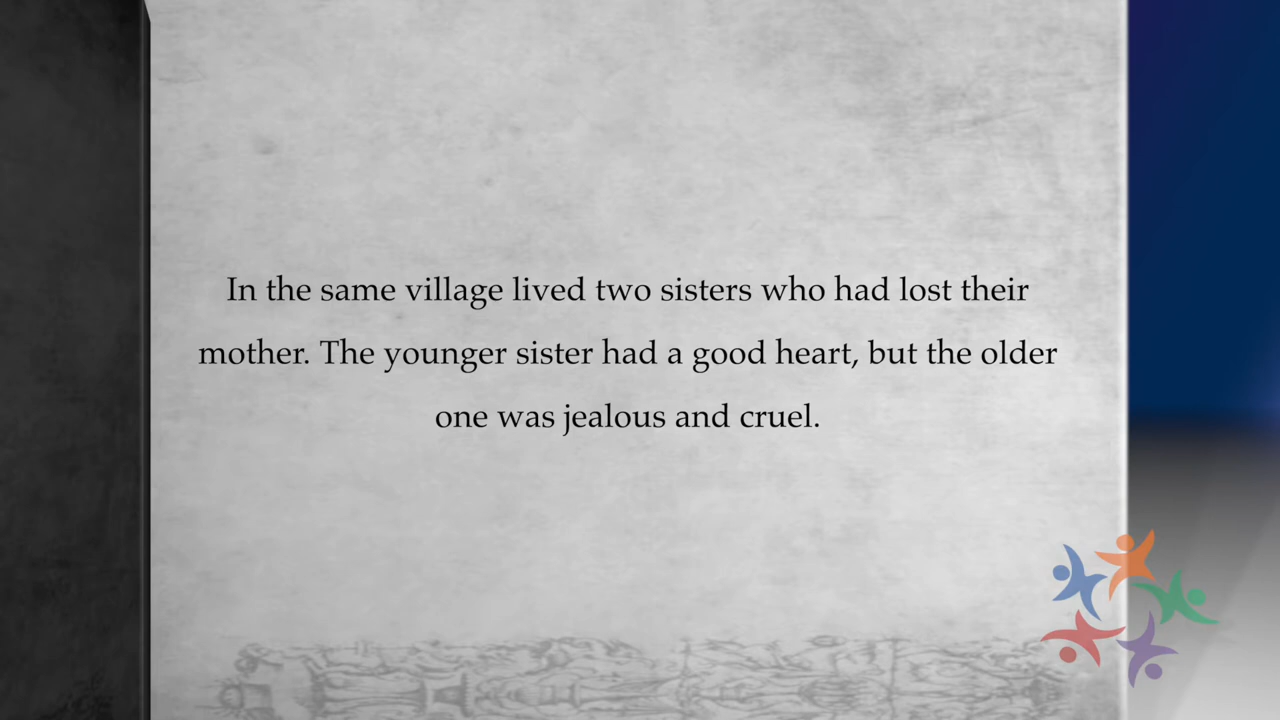 In the same village lived two sisters who had lost their
mother. The younger sister had a good heart, but the older
one was jealous and cruel.